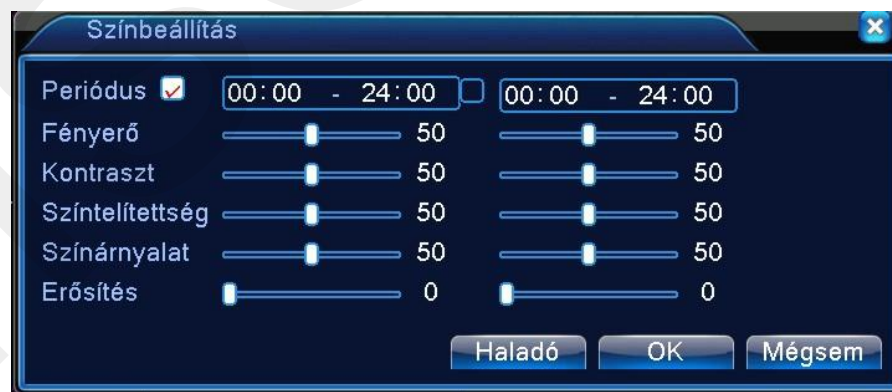 Színbeállítás
Periódus 00:00 - 24:00 00:00 - 24:00
Fényerő 50 50
Kontraszt 50 50
Színtelítettség 50 50
Színárnyalat 50 50
Erősítés 0 0
Haladó OK Mégsem